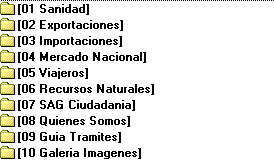 [01 Sanidad]
[02 Exportaciones]
[03 Importaciones]
[04 Mercado Nacional]
[05 Viajeros]
[06 Recursos Naturales]
[07 SAG Ciudadania]
[08 Quienes Somos]
[09 Guia Tramites]
[10 Galeria Imagenes]